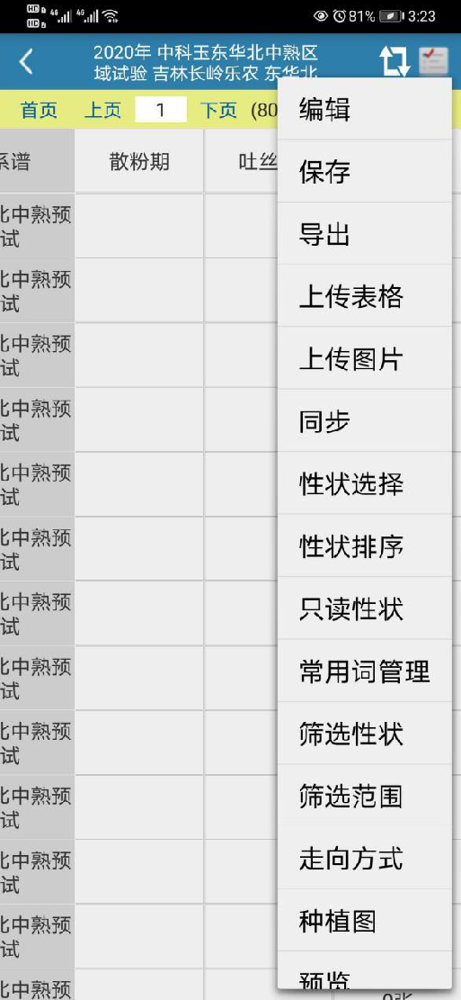 HD 4G 4G 81% 3:23
HD
2020年 中科玉东华北中熟区
域试验 吉林长岭乐农 东华北
首页 上页 1 下页 (80
系谱 散粉期 吐丝
北中熟预
试
北中熟预
试
北中熟预
试
北中熟预
试
北中熟预
试
北中熟预
试
北中熟预
试
北中熟预
试
北中熟预
试
北中熟预
试
北中熟预
试
北中熟预
试
北中熟预
编辑
保存
导出
上传表格
上传图片
同步
性状选择
性状排序
只读性状
常用词管理
筛选性状
筛选范围
走向方式
种植图
预览
0张